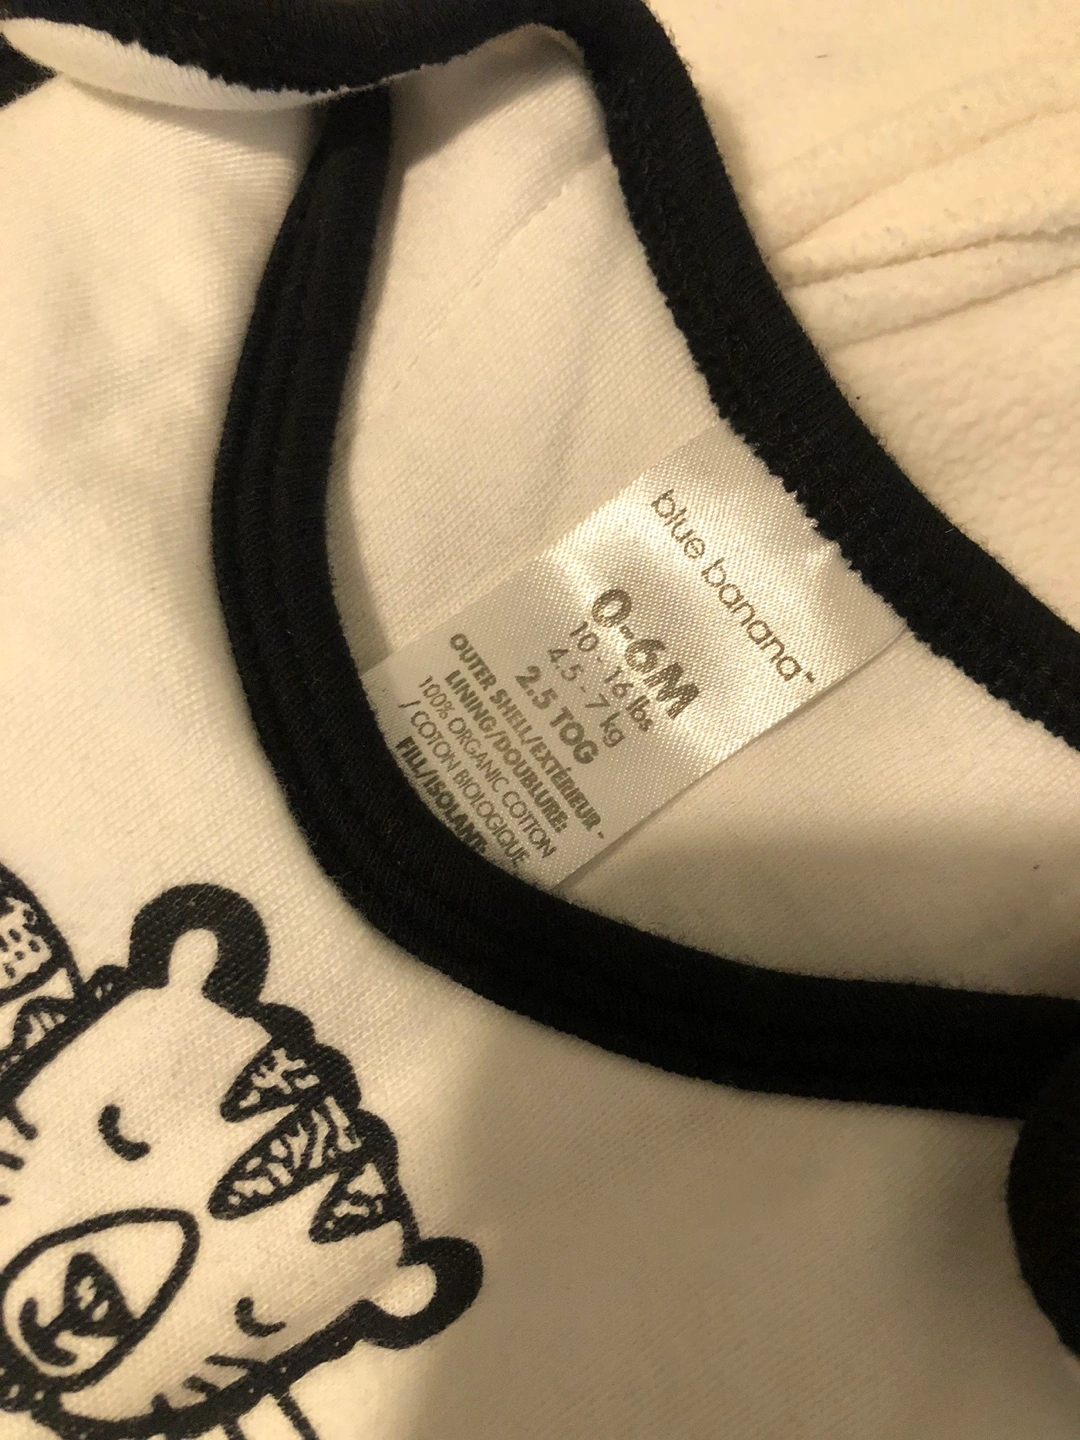 blue banana™
0-6M
10 - 16 lbs
4.5 - 7 kg
2.5 TOG
OUTER SHELL/EXTÉRIEUR -
LINING/DOUBLURE:
100% ORGANIC COTTON
/ COTON BIOLOGIQUE
FILL/ISOLANT: